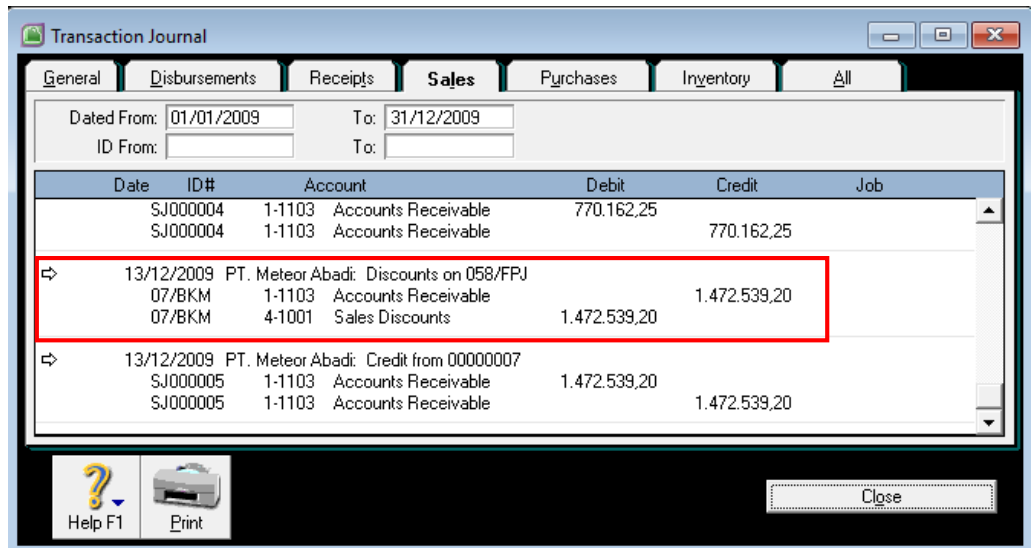 Transaction Journal
General Disbursements Receipts Sales Purchases Inventory All
Dated From: 01/01/2009 To: 31/12/2009
ID From: To:
Date ID# Account Debit Credit Job
SJ000004 1-1103 Accounts Receivable 770.162,25
SJ000004 1-1103 Accounts Receivable 770.162,25
13/12/2009 PT. Meteor Abadi: Discounts on 058/FPJ
07/BKM 1-1103 Accounts Receivable 1.472.539,20
07/BKM 4-1001 Sales Discounts 1.472.539,20
13/12/2009 PT. Meteor Abadi: Credit from 00000007
SJ000005 1-1103 Accounts Receivable 1.472.539,20
SJ000005 1-1103 Accounts Receivable 1.472.539,20
Help F1 Print Close